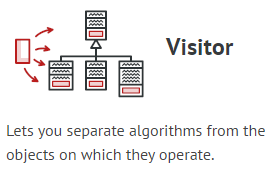 Visitor
Lets you separate algorithms from the
objects on which they operate.